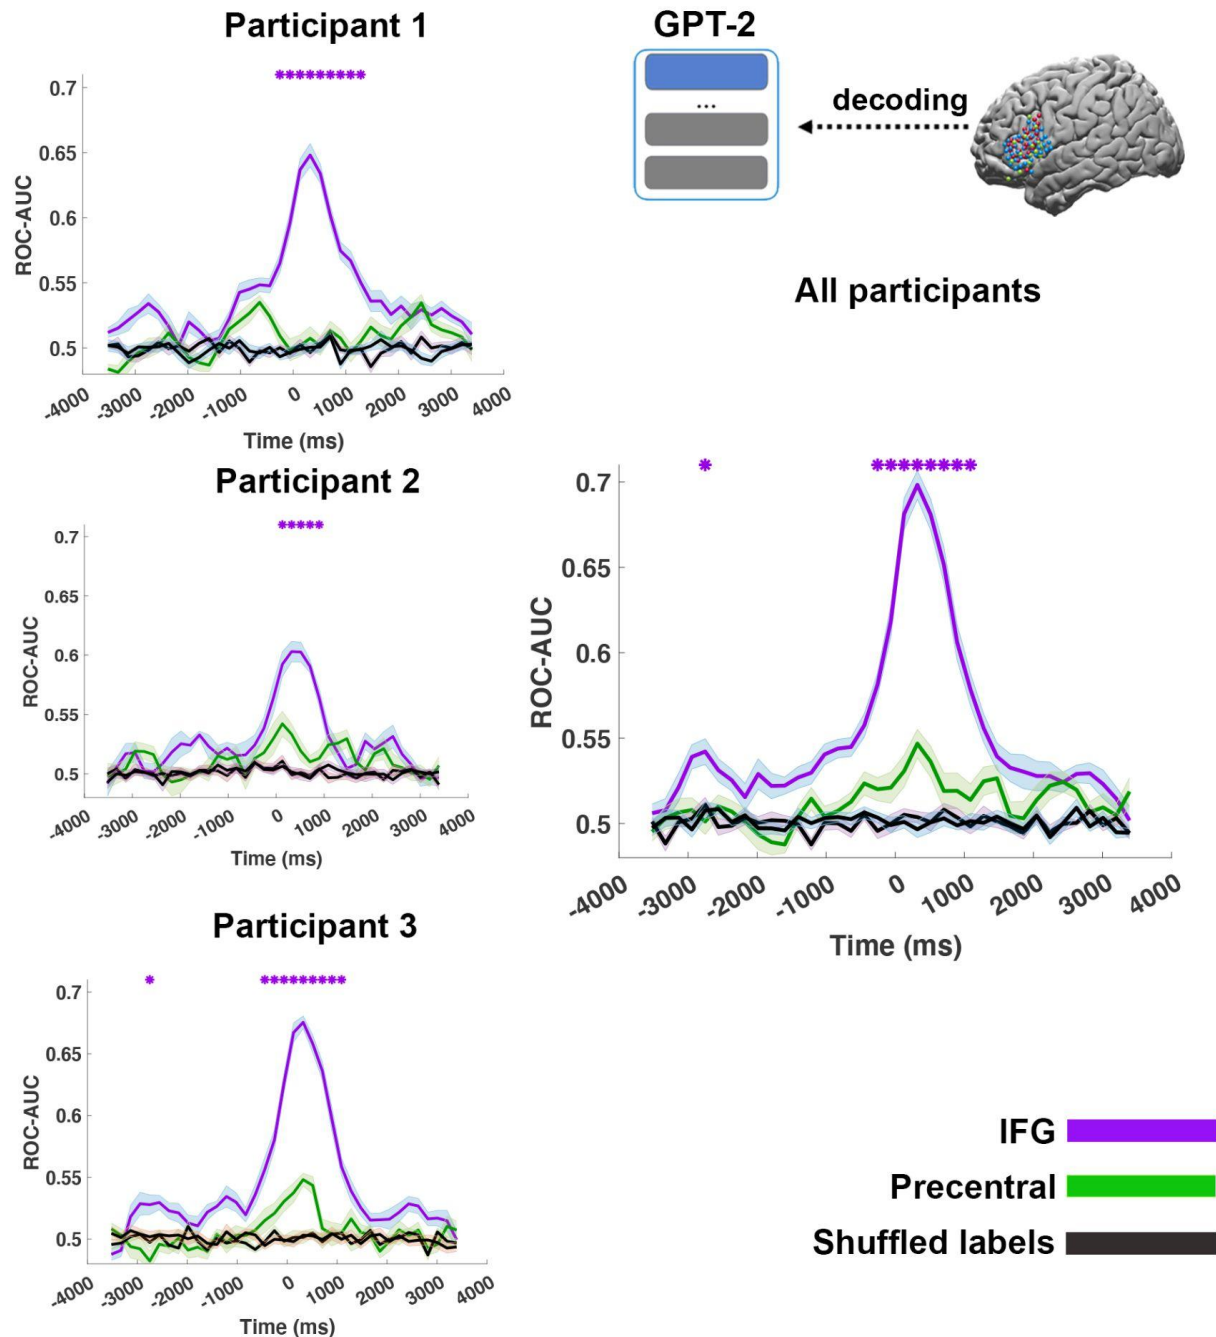 Participant 1
0.7
0.65
0.6
0.55
0.5
ROC-AUC
-4000 -3000 -2000 -1000 0 1000 2000 3000 4000
Time (ms)
GPT-2
...
decoding
All participants
Participant 2
0.7
0.65
0.6
0.55
0.5
ROC-AUC
-4000 -3000 -2000 -1000 0 1000 2000 3000 4000
Time (ms)
0.7
0.65
0.6
0.55
0.5
ROC-AUC
-4000 -3000 -2000 -1000 0 1000 2000 3000 4000
Time (ms)
Participant 3
0.7
0.65
0.6
0.55
0.5
ROC-AUC
-4000 -3000 -2000 -1000 0 1000 2000 3000 4000
Time (ms)
IFG
Precentral
Shuffled labels